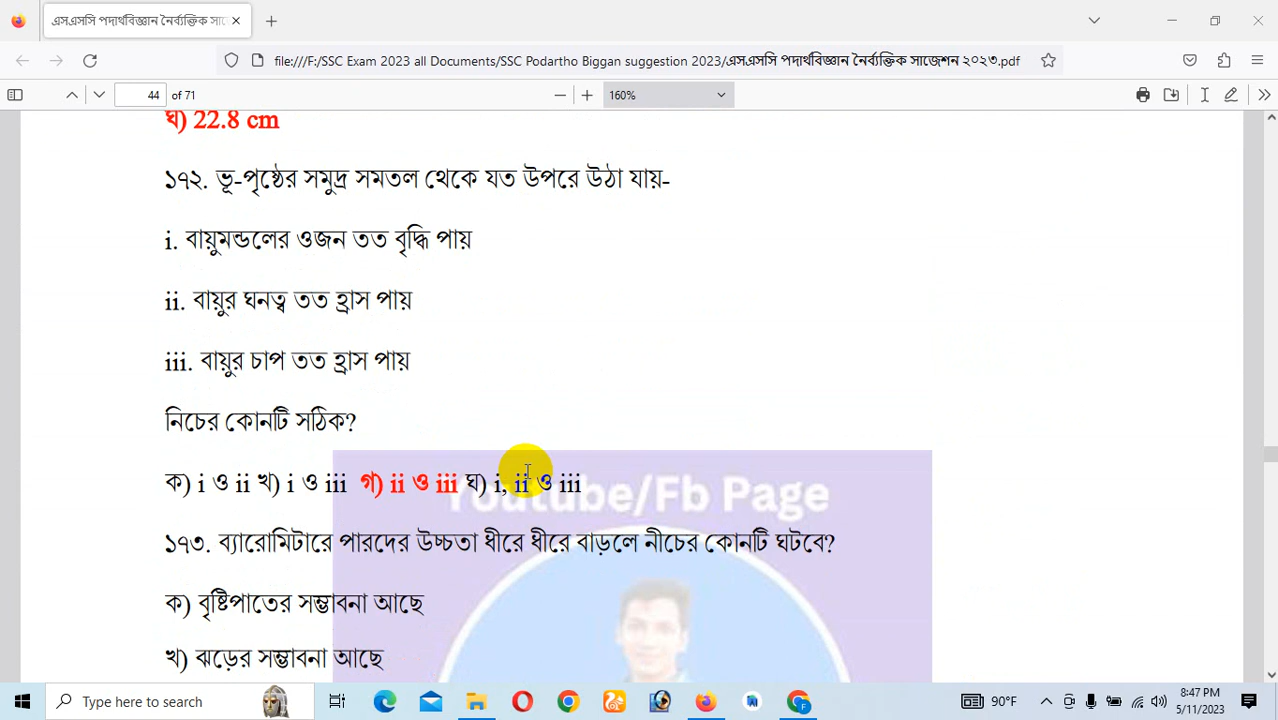 এসএসসি পদার্থবিজ্ঞান নৈর্ব্যক্তিক সাজে
file:///F:/SSC Exam 2023 all Documents/SSC Podartho Biggan suggestion 2023/এসএসসি পদার্থবিজ্ঞান নৈর্ব্যক্তিক সাজেশন ২০২৩.pdf
44 of 71
160%
ঘ) 22.8 cm
১৭২. ভূ-পৃষ্ঠের সমুদ্র সমতল থেকে যত উপরে উঠা যায়-
i. বায়ুমন্ডলের ওজন তত বৃদ্ধি পায়
ii. বায়ুর ঘনত্ব তত হ্রাস পায়
iii. বায়ুর চাপ তত হ্রাস পায়
নিচের কোনটি সঠিক?
ক) i ও ii খ) i ও iii গ) ii ও iii ঘ) i, ii ও iii
Youtube/Fb Page
১৭৩. ব্যারোমিটারে পারদের উচ্চতা ধীরে ধীরে বাড়লে নীচের কোনটি ঘটবে?
ক) বৃষ্টিপাতের সম্ভাবনা আছে
খ) ঝড়ের সম্ভাবনা আছে
Type here to search
90°F
8:47 PM
5/11/2023